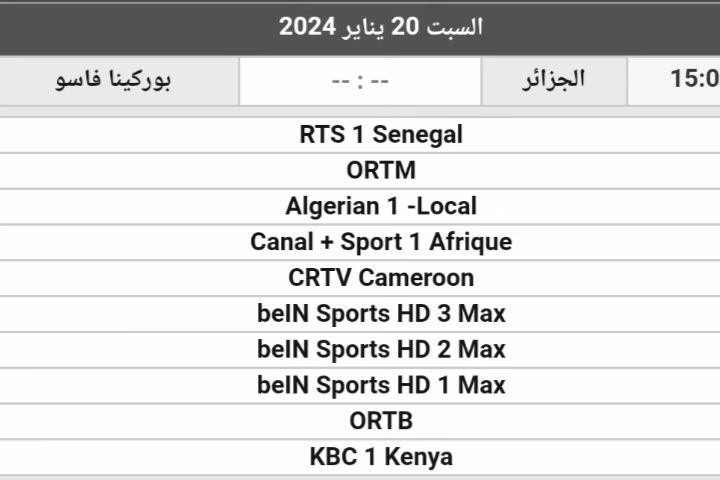 السبت 20 يناير 2024
15:0 الجزائر -- : -- بوركينا فاسو
RTS 1 Senegal
ORTM
Algerian 1 -Local
Canal + Sport 1 Afrique
CRTV Cameroon
beIN Sports HD 3 Max
beIN Sports HD 2 Max
beIN Sports HD 1 Max
ORTB
KBC 1 Kenya